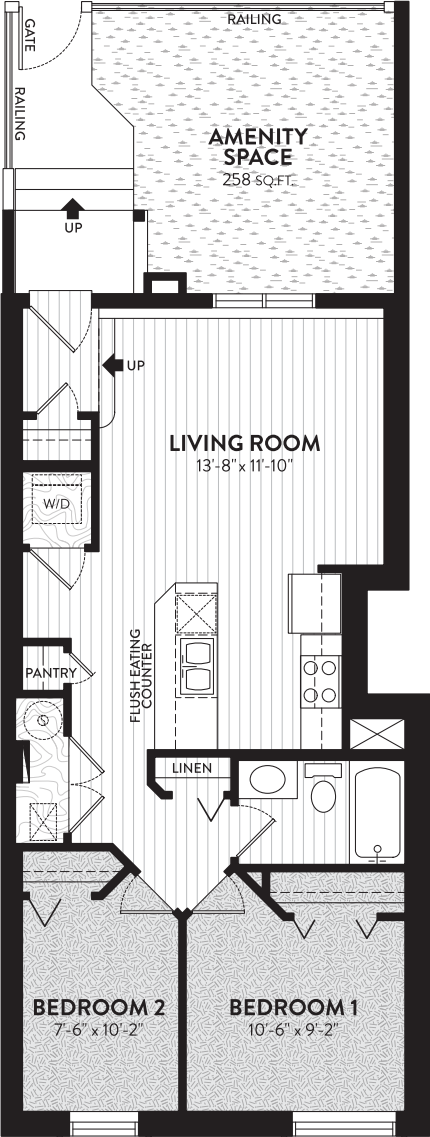 RAILING
GATE
RAILING
AMENITY
SPACE
258 SQ.FT.
UP
UP
LIVING ROOM
13'-8" x 11'-10"
W/D
FLUSH EATING
COUNTER
PANTRY
LINEN
BEDROOM 2
7'-6" x 10'-2"
BEDROOM 1
10'-6" x 9'-2"